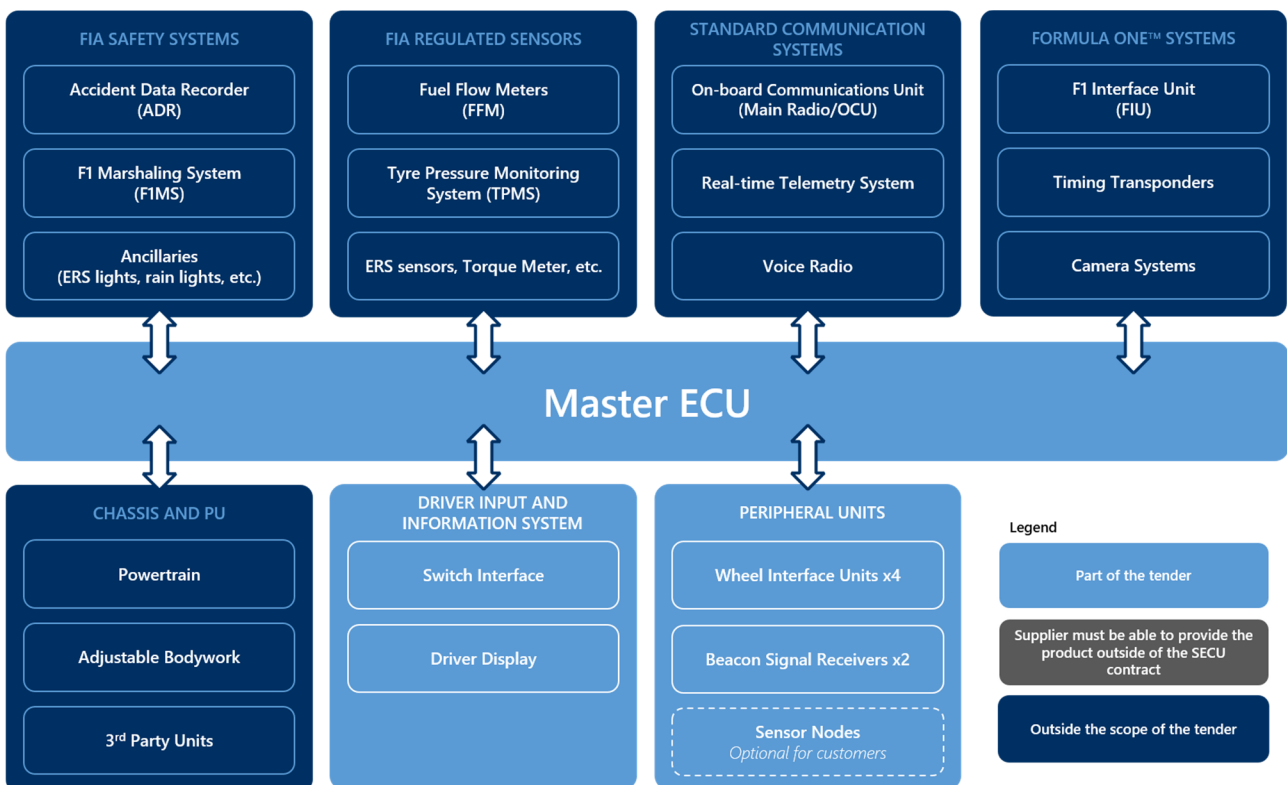 FIA SAFETY SYSTEMS
Accident Data Recorder
(ADR)
F1 Marshaling System
(F1MS)
Ancillaries
(ERS lights, rain lights, etc.)
FIA REGULATED SENSORS
Fuel Flow Meters
(FFM)
Tyre Pressure Monitoring
System (TPMS)
ERS sensors, Torque Meter, etc.
STANDARD COMMUNICATION
SYSTEMS
On-board Communications Unit
(Main Radio/OCU)
Real-time Telemetry System
Voice Radio
FORMULA ONE™ SYSTEMS
F1 Interface Unit
(FIU)
Timing Transponders
Camera Systems
Master ECU
CHASSIS AND PU
Powertrain
Adjustable Bodywork
3rd Party Units
DRIVER INPUT AND
INFORMATION SYSTEM
Switch Interface
Driver Display
PERIPHERAL UNITS
Wheel Interface Units x4
Beacon Signal Receivers x2
Sensor Nodes
Optional for customers
Legend
Part of the tender
Supplier must be able to provide the
product outside of the SECU
contract
Outside the scope of the tender